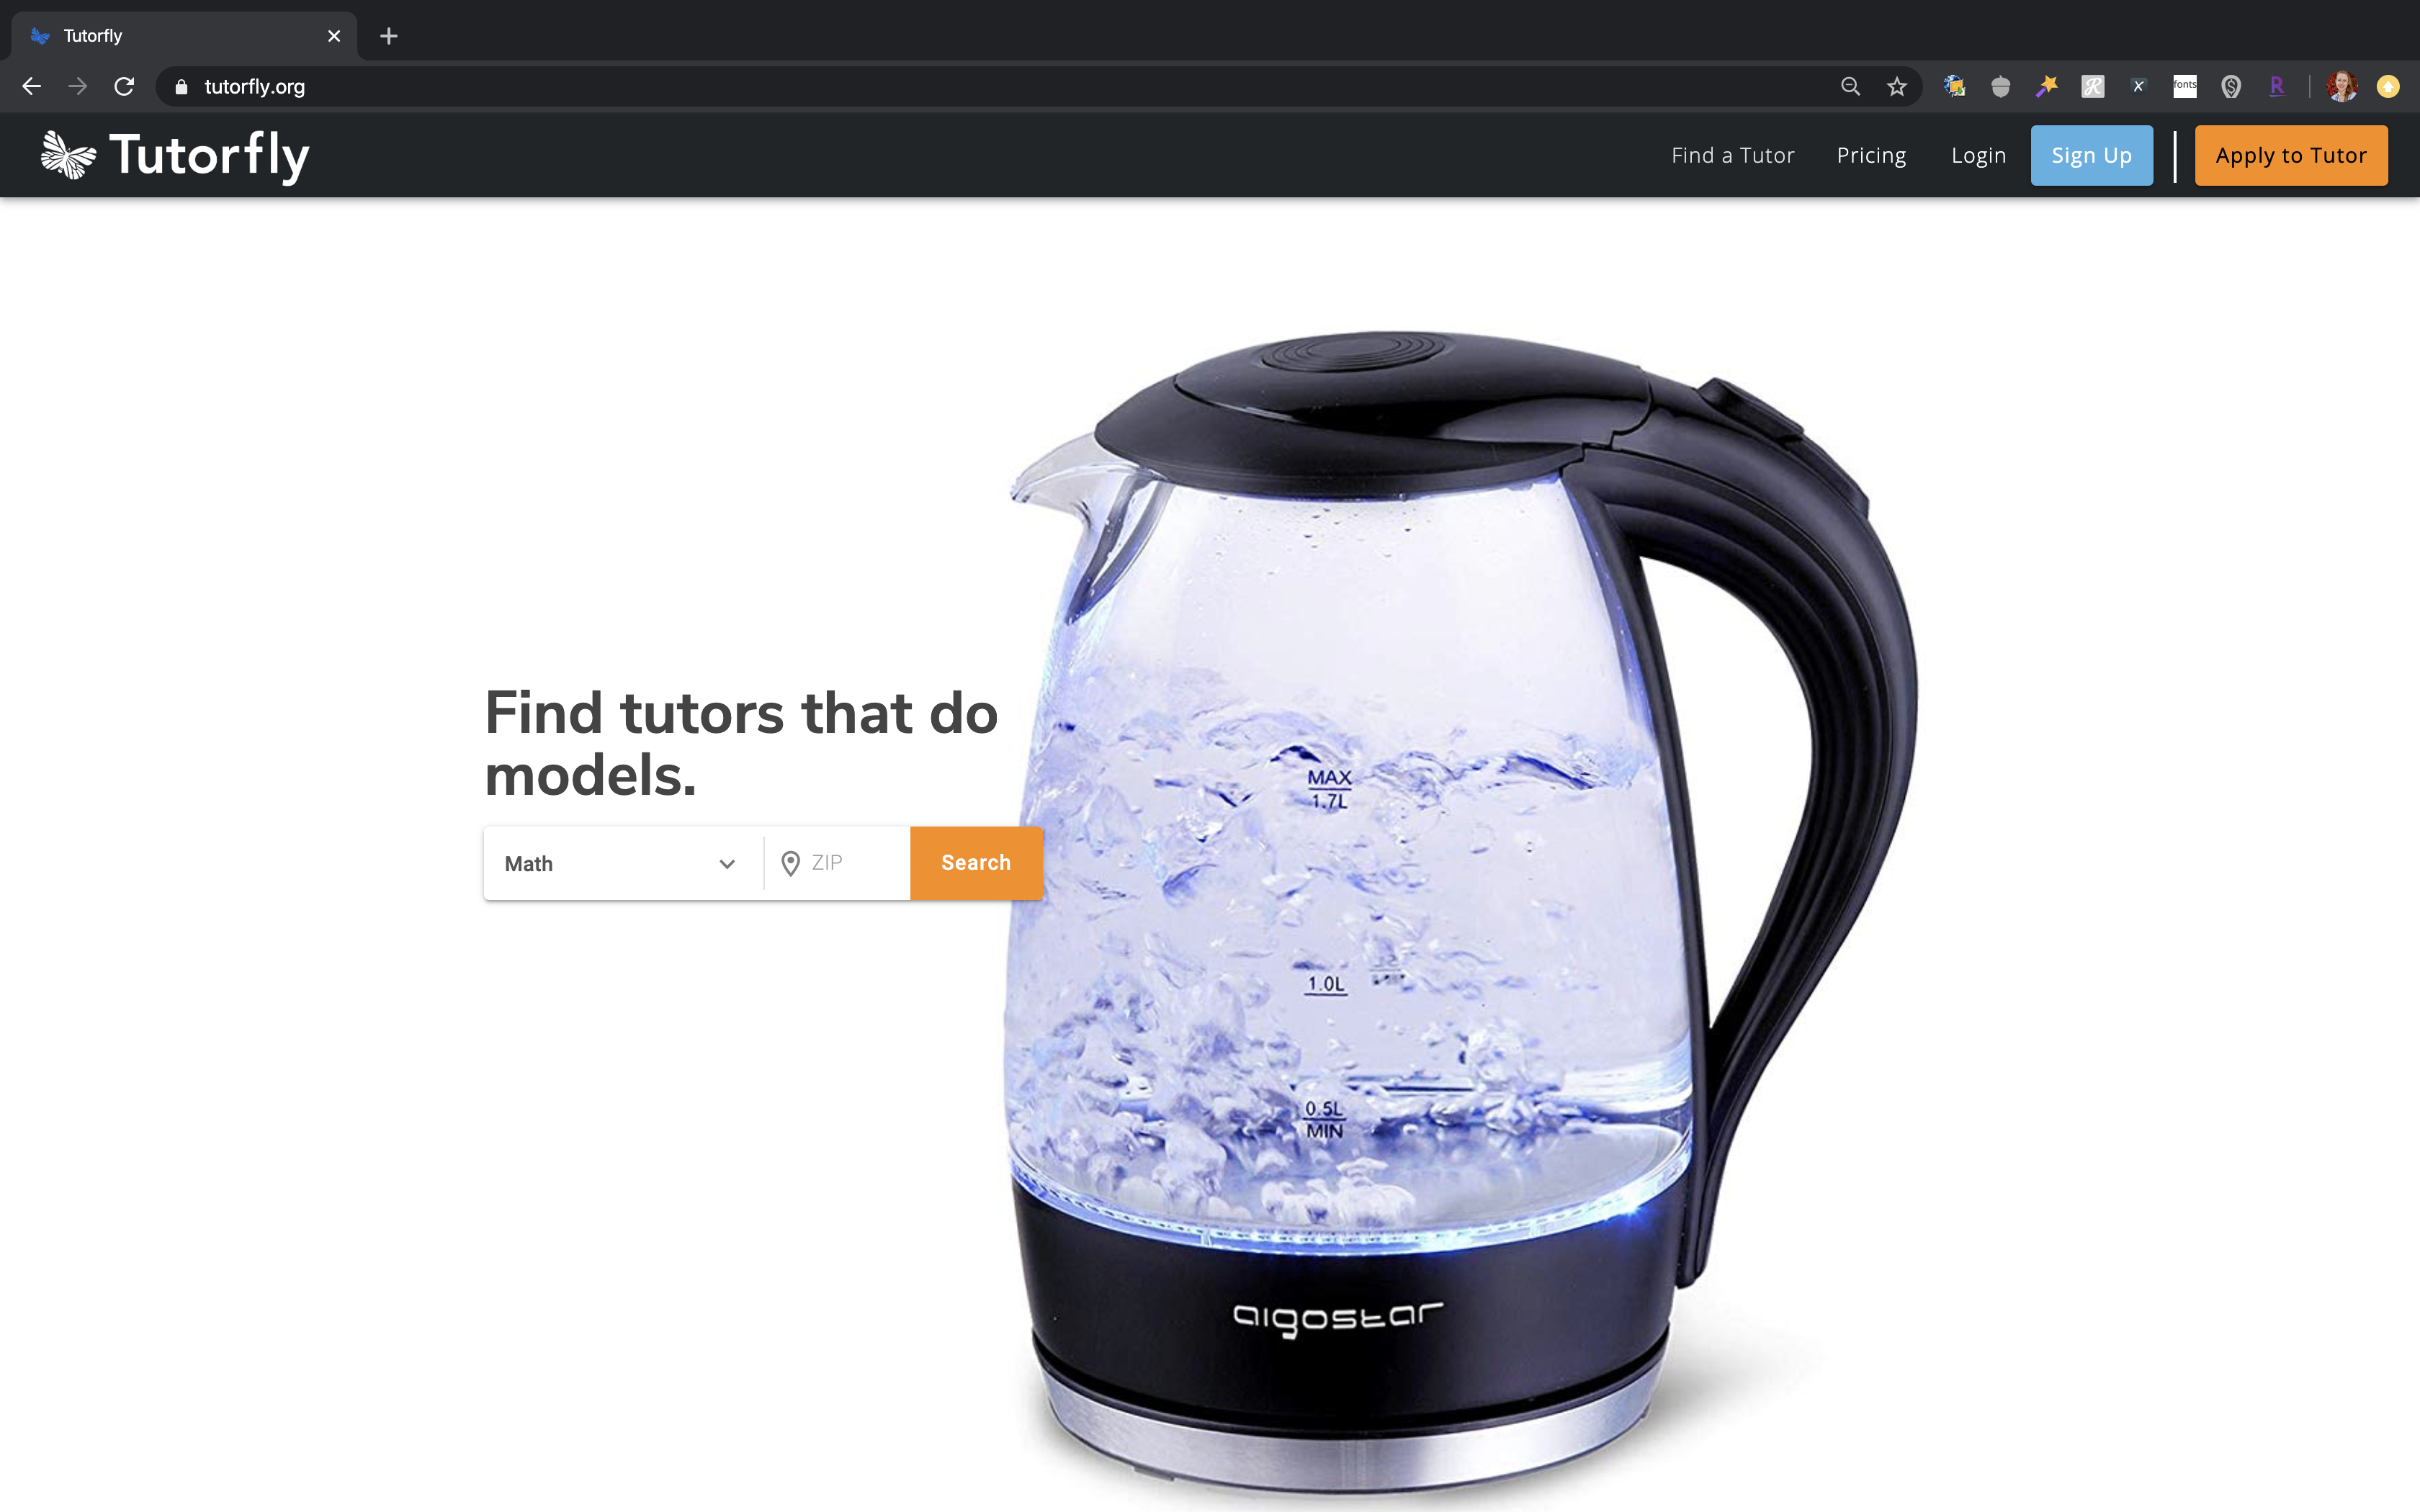 Tutorfly
tutorfly.org
fonts
R
Tutorfly
Find a Tutor
Pricing
Login
Sign Up
Apply to Tutor
Find tutors that do
models.
Math
ZIP
Search
MAX
1.7L
1.0L
0.5L
MIN
aigostar